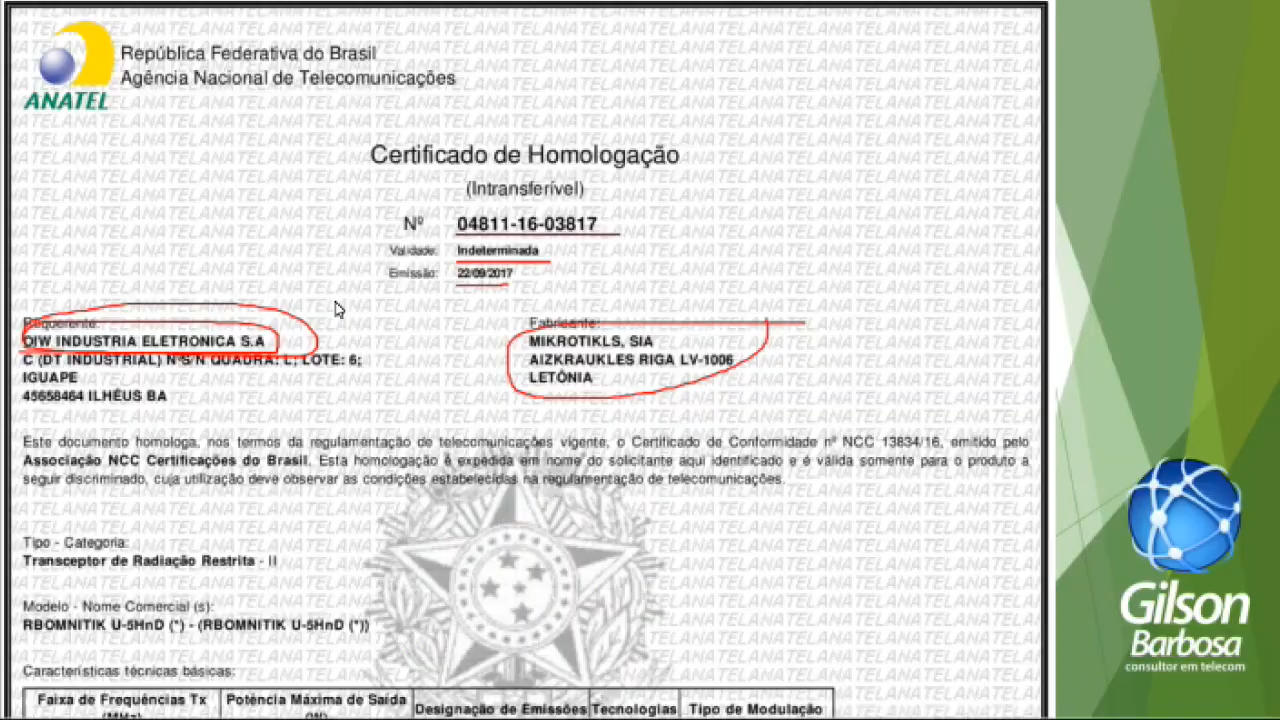 ANATEL
República Federativa do Brasil
Agência Nacional de Telecomunicações
Certificado de Homologação
(Intransferível)
Nº 04811-16-03817
Validade: Indeterminada
Emissão: 22/09/2017
Requerente:
OIW INDUSTRIA ELETRONICA S.A
C (DT INDUSTRIAL) Nº S/N QUADRA: L; LOTE: 6;
IGUAPE
45658464 ILHÉUS BA
Fabricante:
MIKROTIKLS, SIA
AIZKRAUKLES RIGA LV-1006
LETÔNIA
Este documento homologa, nos termos da regulamentação de telecomunicações vigente, o Certificado de Conformidade nº NCC 13834/16, emitido pelo
Associação NCC Certificações do Brasil. Esta homologação é expedida em nome do solicitante aqui identificado e é válida somente para o produto a
seguir discriminado, cuja utilização deve observar as condições estabelecidas na regulamentação de telecomunicações.
Tipo - Categoria:
Transceptor de Radiação Restrita - II
Modelo - Nome Comercial (s):
RBOMNITIK U-5HnD (*) - (RBOMNITIK U-5HnD (*))
Características técnicas básicas:
Faixa de Frequências Tx
(MHz)
Potência Máxima de Saída
(W)
Designação de Emissões
Tecnologias
Tipo de Modulação
Gilson
Barbosa
consultor em telecom